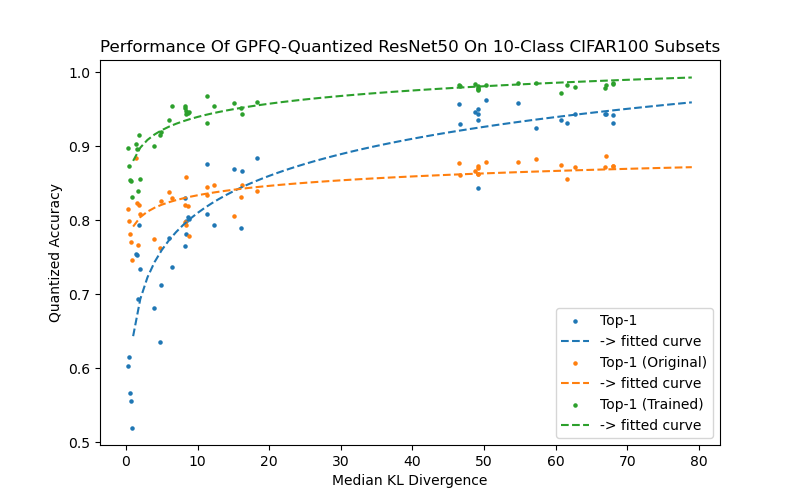 Performance Of GPFQ-Quantized ResNet50 On 10-Class CIFAR100 Subsets
1.0
0.9
0.8
0.7
0.6
0.5
Quantized Accuracy
Top-1
-> fitted curve
Top-1 (Original)
-> fitted curve
Top-1 (Trained)
-> fitted curve
0 10 20 30 40 50 60 70 80
Median KL Divergence